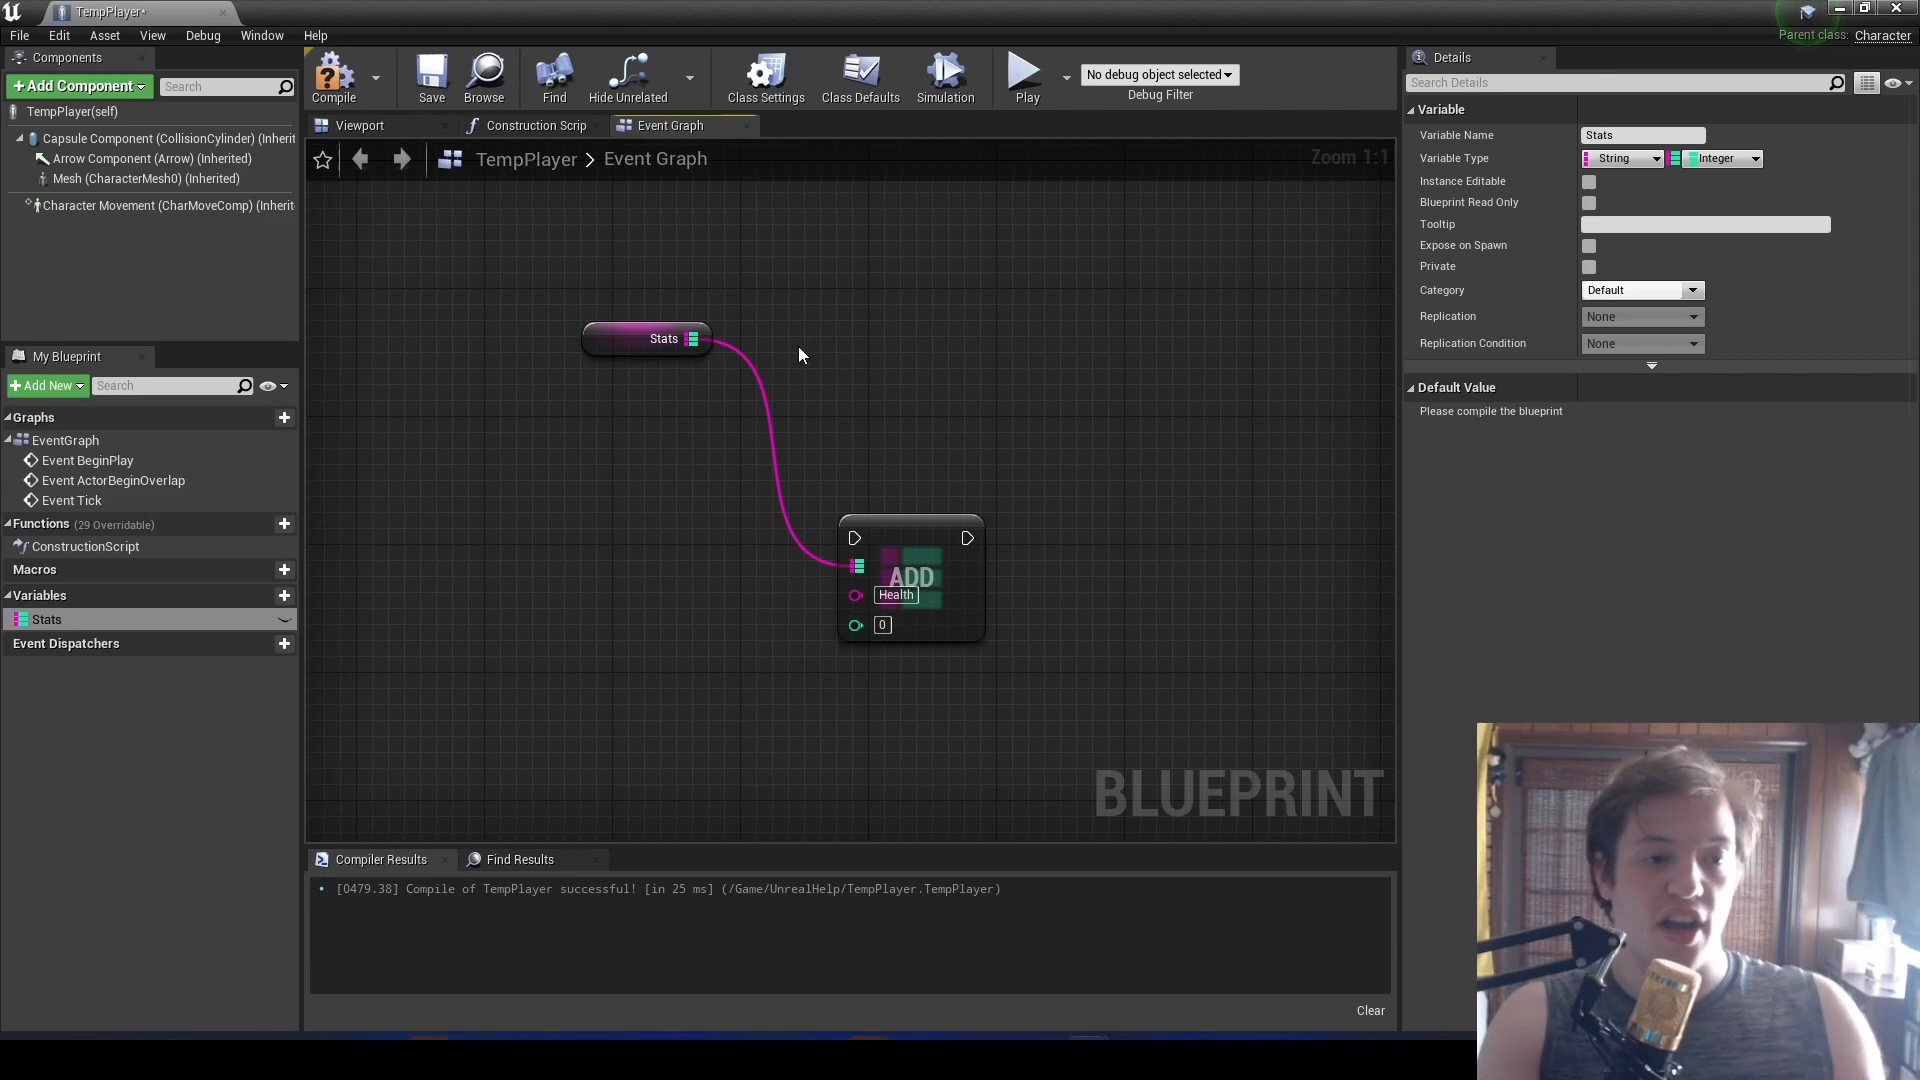 TempPlayer*
File Edit Asset View Debug Window Help
Parent class: Character
Components
+Add Component Search
TempPlayer(self)
Capsule Component (CollisionCylinder) (Inherit
Arrow Component (Arrow) (Inherited)
Mesh (CharacterMesh0) (Inherited)
Character Movement (CharMoveComp) (Inherit
My Blueprint
+Add New Search
Graphs
EventGraph
Event BeginPlay
Event ActorBeginOverlap
Event Tick
Functions (29 Overridable)
ConstructionScript
Macros
Variables
Stats
Event Dispatchers
Compile Save Browse Find Hide Unrelated Class Settings Class Defaults Simulation Play
No debug object selected
Debug Filter
Viewport Construction Scrip Event Graph
TempPlayer > Event Graph
Zoom 1:1
Stats
ADD
Health
0
BLUEPRINT
Compiler Results Find Results
[0479.38] Compile of TempPlayer successful! [in 25 ms] (/Game/UnrealHelp/TempPlayer.TempPlayer)
Clear
Details
Search Details
Variable
Variable Name Stats
Variable Type String Integer
Instance Editable
Blueprint Read Only
Tooltip
Expose on Spawn
Private
Category Default
Replication None
Replication Condition None
Default Value
Please compile the blueprint